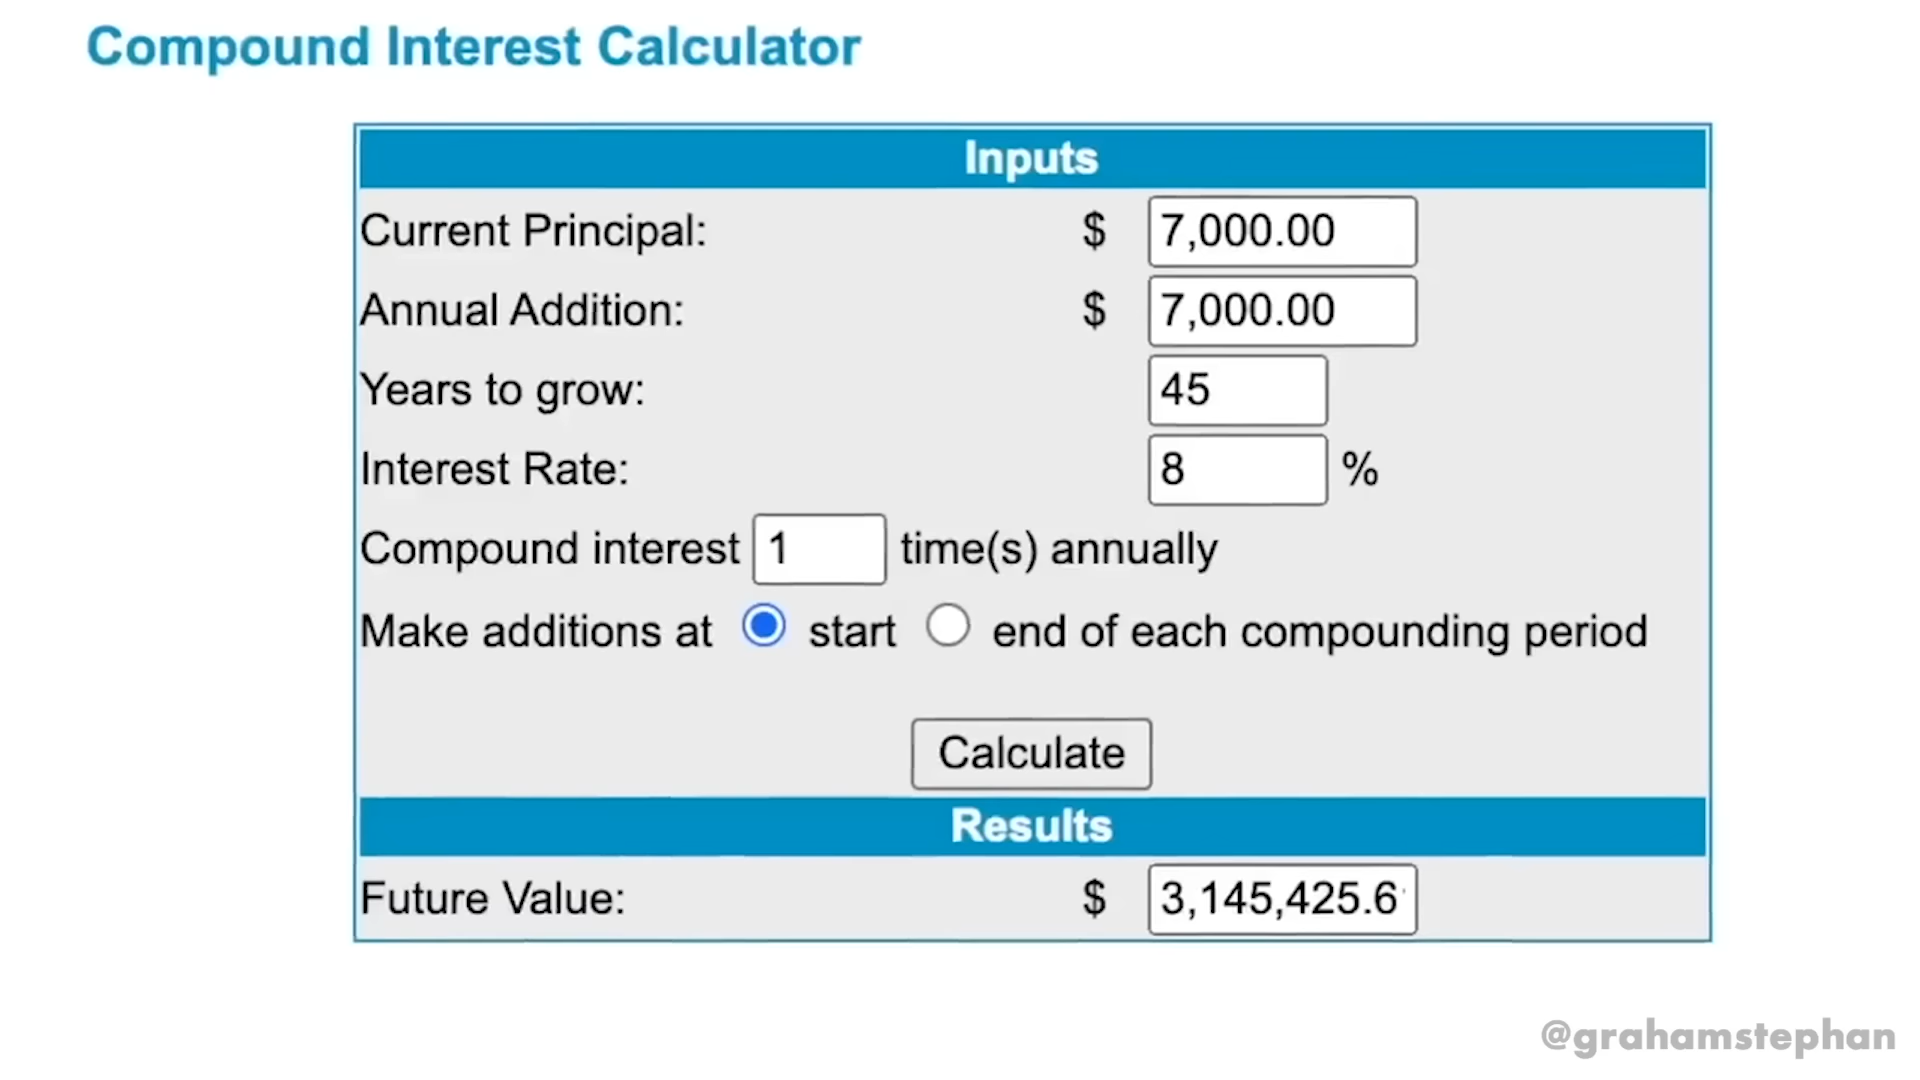 Compound Interest Calculator
Inputs
Current Principal: $ 7,000.00
Annual Addition: $ 7,000.00
Years to grow: 45
Interest Rate: 8 %
Compound interest 1 time(s) annually
Make additions at start end of each compounding period
Calculate
Results
Future Value: $ 3,145,425.6
@grahamstephan